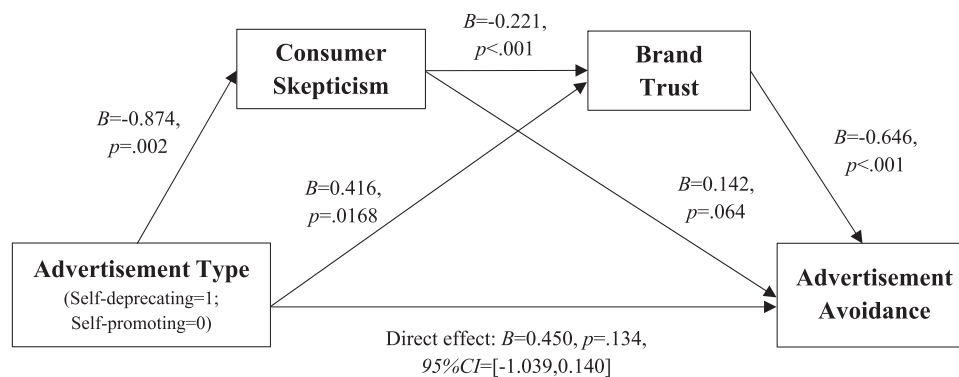 B=-0.221,
p<.001
Consumer
Skepticism
Brand
Trust
B=-0.874,
p=.002
B=-0.646,
p<.001
B=0.416,
p=.0168
B=0.142,
p=.064
Advertisement Type
(Self-deprecating=1;
Self-promoting=0)
Advertisement
Avoidance
Direct effect: B=0.450, p=.134,
95%CI=[-1.039,0.140]